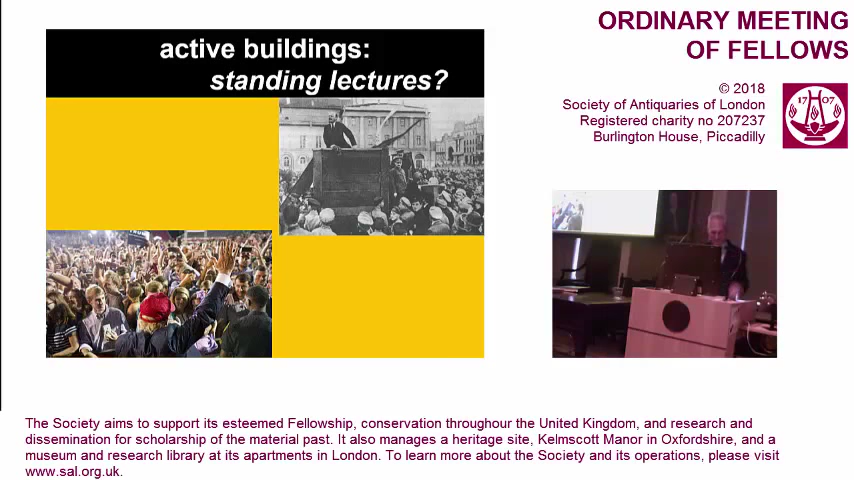 active buildings:
standing lectures?
ORDINARY MEETING
OF FELLOWS
© 2018
Society of Antiquaries of London
Registered charity no 207237
Burlington House, Piccadilly
17 07
The Society aims to support its esteemed Fellowship, conservation throughour the United Kingdom, and research and
dissemination for scholarship of the material past. It also manages a heritage site, Kelmscott Manor in Oxfordshire, and a
museum and research library at its apartments in London. To learn more about the Society and its operations, please visit
www.sal.org.uk.